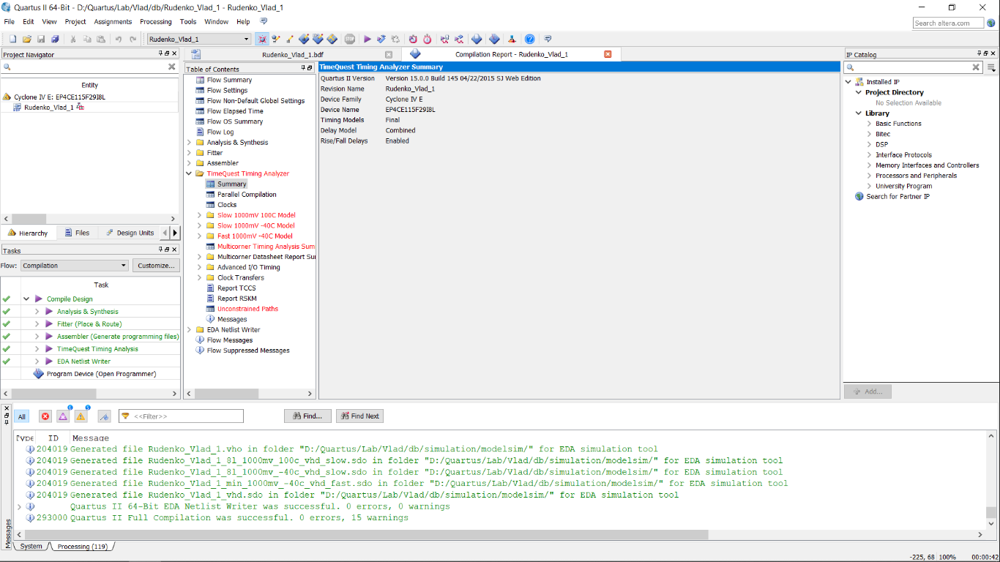 Quartus II 64-Bit - D:/Quartus/Lab/Vlad/db/Rudenko_Vlad_1 - Rudenko_Vlad_1
File Edit View Project Assignments Processing Tools Window Help
Search altera.com
Rudenko_Vlad_1
Project Navigator
Entity
Cyclone IV E: EP4CE115F29I8L
Rudenko_Vlad_1
Hierarchy Files Design Units
Tasks
Flow: Compilation Customize...
Task
Compile Design
Analysis & Synthesis
Fitter (Place & Route)
Assembler (Generate programming files)
TimeQuest Timing Analysis
EDA Netlist Writer
Program Device (Open Programmer)
Rudenko_Vlad_1.bdf
Compilation Report - Rudenko_Vlad_1
Table of Contents
Flow Summary
Flow Settings
Flow Non-Default Global Settings
Flow Elapsed Time
Flow OS Summary
Flow Log
Analysis & Synthesis
Fitter
Assembler
TimeQuest Timing Analyzer
Summary
Parallel Compilation
Clocks
Slow 1000mV 100C Model
Slow 1000mV -40C Model
Fast 1000mV -40C Model
Multicorner Timing Analysis Sum
Multicorner Datasheet Report Su
Advanced I/O Timing
Clock Transfers
Report TCCS
Report RSKM
Unconstrained Paths
Messages
EDA Netlist Writer
Flow Messages
Flow Suppressed Messages
TimeQuest Timing Analyzer Summary
Quartus II Version Version 15.0.0 Build 145 04/22/2015 SJ Web Edition
Revision Name Rudenko_Vlad_1
Device Family Cyclone IV E
Device Name EP4CE115F29I8L
Timing Models Final
Delay Model Combined
Rise/Fall Delays Enabled
IP Catalog
Installed IP
Project Directory
No Selection Available
Library
Basic Functions
Bitec
DSP
Interface Protocols
Memory Interfaces and Controllers
Processors and Peripherals
University Program
Search for Partner IP
Add...
All
6
5
<<Filter>>
Find... Find Next
Type ID Message
204019 Generated file Rudenko_Vlad_1.vho in folder "D:/Quartus/Lab/Vlad/db/simulation/modelsim/" for EDA simulation tool
204019 Generated file Rudenko_Vlad_1_8l_1000mv_100c_vhd_slow.sdo in folder "D:/Quartus/Lab/Vlad/db/simulation/modelsim/" for EDA simulation tool
204019 Generated file Rudenko_Vlad_1_8l_1000mv_-40c_vhd_slow.sdo in folder "D:/Quartus/Lab/Vlad/db/simulation/modelsim/" for EDA simulation tool
204019 Generated file Rudenko_Vlad_1_min_1000mv_-40c_vhd_fast.sdo in folder "D:/Quartus/Lab/Vlad/db/simulation/modelsim/" for EDA simulation tool
204019 Generated file Rudenko_Vlad_1_vhd.sdo in folder "D:/Quartus/Lab/Vlad/db/simulation/modelsim/" for EDA simulation tool
Quartus II 64-Bit EDA Netlist Writer was successful. 0 errors, 0 warnings
293000 Quartus II Full Compilation was successful. 0 errors, 15 warnings
Messages
System Processing (119)
-225, 68 100% 00:00:42